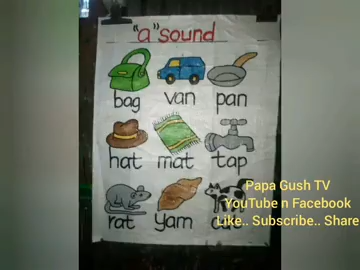 "a" sound
bag van pan
hat mat tap
rat yam
Papa Gush TV
YouTube n Facebook
Like.. Subscribe.. Share